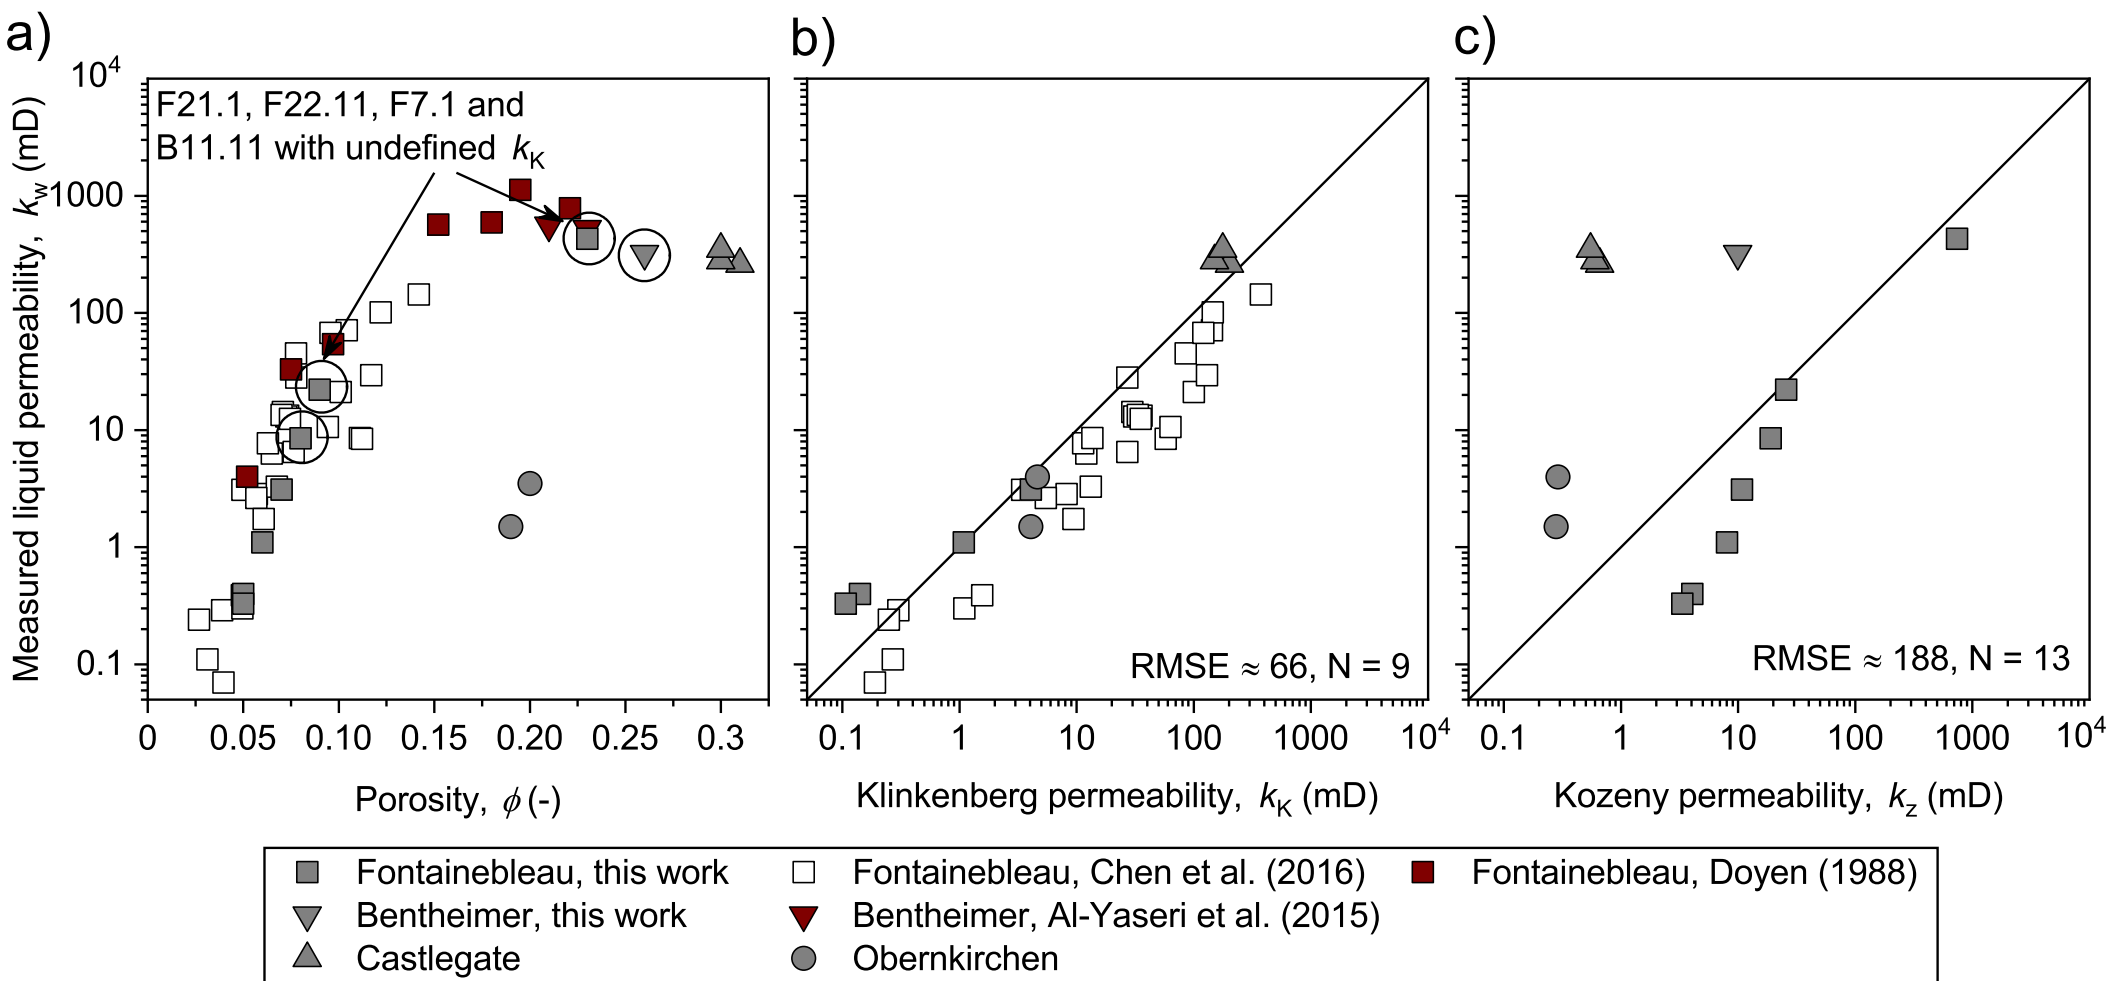 a)
b)
c)
F21.1, F22.11, F7.1 and
B11.11 with undefined kK
Measured liquid permeability, kw (mD)
10⁴
1000
100
10
1
0.1
0 0.05 0.10 0.15 0.20 0.25 0.3
Porosity, ϕ (-)
RMSE ≈ 66, N = 9
0.1 1 10 100 1000 10⁴
Klinkenberg permeability, kK (mD)
RMSE ≈ 188, N = 13
0.1 1 10 100 1000 10⁴
Kozeny permeability, kz (mD)
Fontainebleau, this work
Fontainebleau, Chen et al. (2016)
Fontainebleau, Doyen (1988)
Bentheimer, this work
Bentheimer, Al-Yaseri et al. (2015)
Castlegate
Obernkirchen